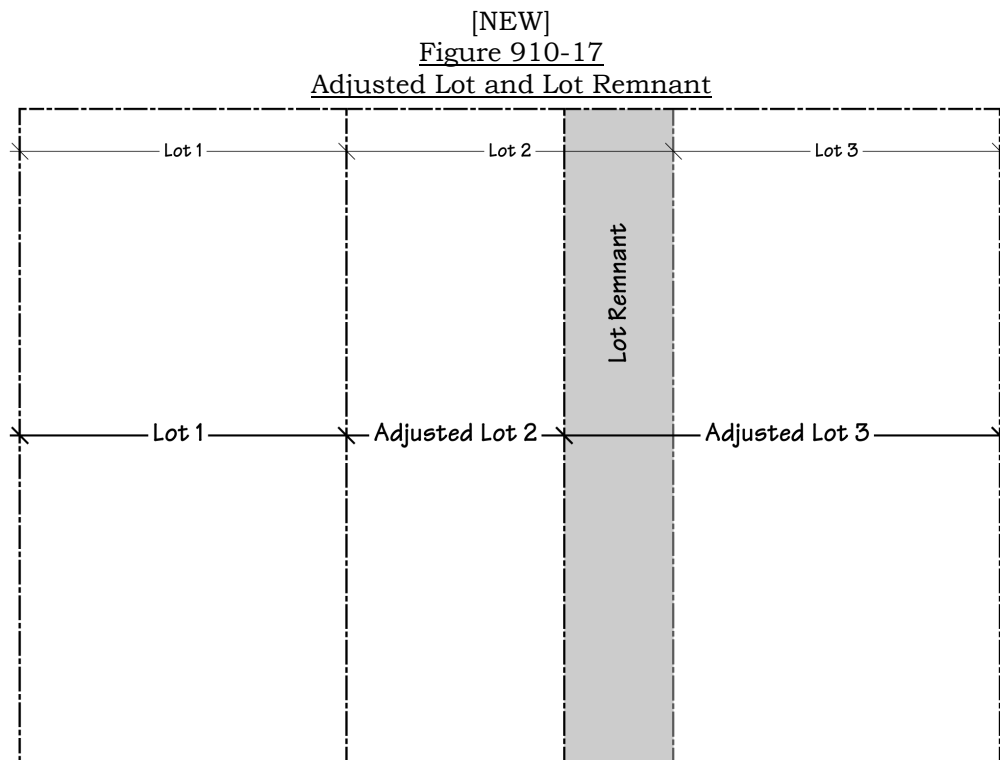 [NEW]
Figure 910-17
Adjusted Lot and Lot Remnant
Lot 1
Lot 2
Lot 3
Lot Remnant
Lot 1
Adjusted Lot 2
Adjusted Lot 3